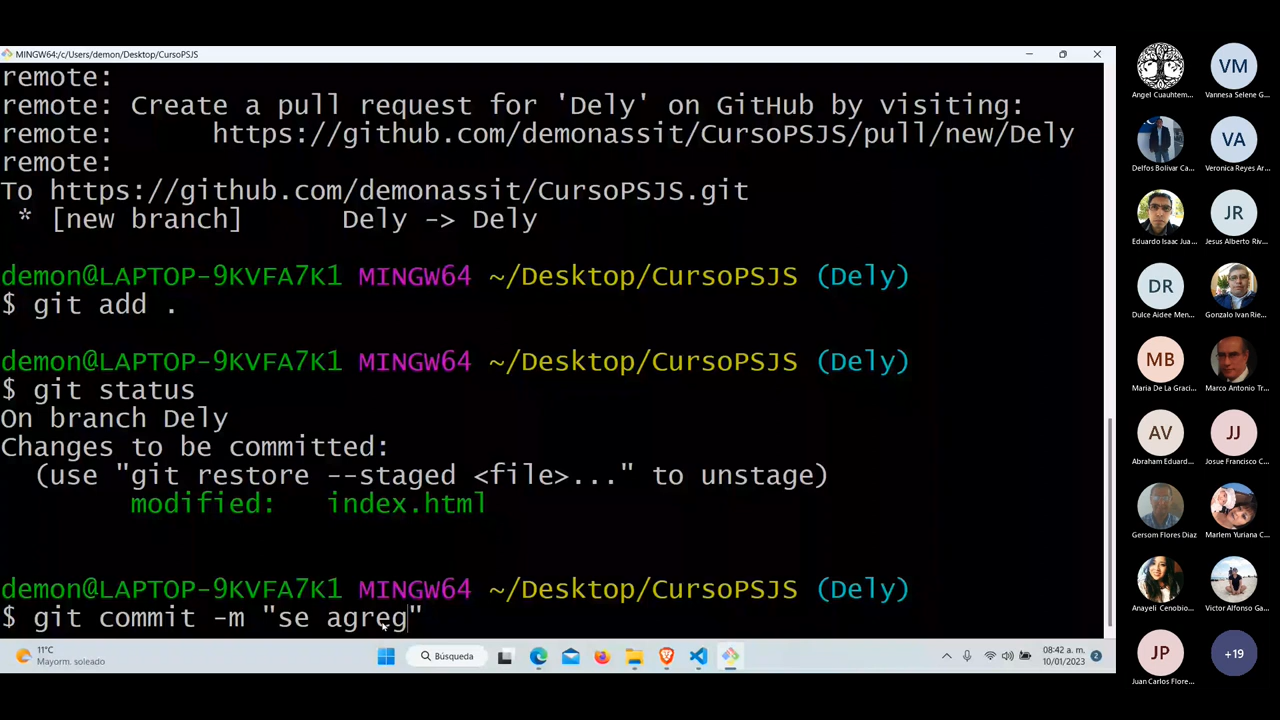 MINGW64:/c/Users/demon/Desktop/CursoPSJS
remote:
remote: Create a pull request for 'Dely' on GitHub by visiting:
remote:      https://github.com/demonassit/CursoPSJS/pull/new/Dely
remote:
To https://github.com/demonassit/CursoPSJS.git
 * [new branch]      Dely -> Dely
demon@LAPTOP-9KVFA7K1 MINGW64 ~/Desktop/CursoPSJS (Dely)
$ git add .
demon@LAPTOP-9KVFA7K1 MINGW64 ~/Desktop/CursoPSJS (Dely)
$ git status
On branch Dely
Changes to be committed:
  (use "git restore --staged <file>..." to unstage)
        modified:   index.html
demon@LAPTOP-9KVFA7K1 MINGW64 ~/Desktop/CursoPSJS (Dely)
$ git commit -m "se agreg"
11°C
Mayorm. soleado
Búsqueda
08:42 a. m.
10/01/2023
2
Angel Cuauhtem...
VM
Vannesa Selene G...
Delfos Bolivar Ca...
VA
Veronica Reyes Ar...
Eduardo Isaac Jua...
JR
Jesus Alberto Riv...
DR
Dulce Aidee Men...
Gonzalo Ivan Rie...
MB
Maria De La Graci...
Marco Antonio Tr...
AV
Abraham Eduard...
JJ
Josue Francisco C...
Gersom Flores Diaz
Marlem Yuriana C...
Anayeli Cenobio...
Victor Alfonso Ga...
JP
Juan Carlos Flore...
+19